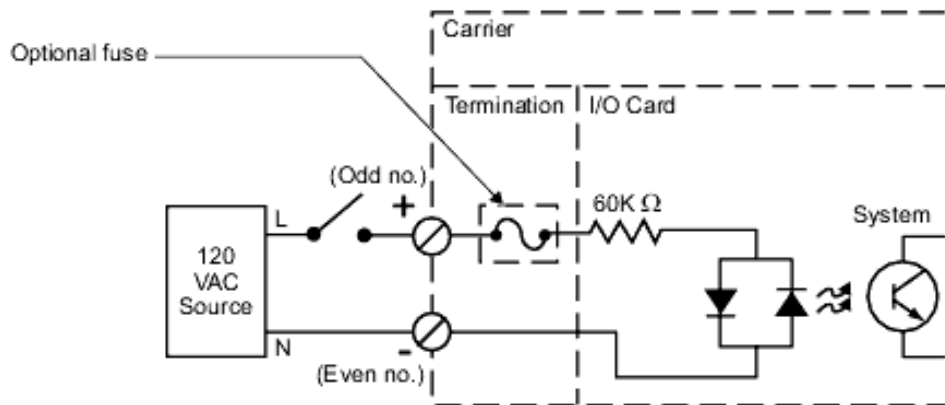 Carrier
Optional fuse
Termination
I/O Card
(Odd no.)
+
60K Ω
System
L
120
VAC
Source
N
-
(Even no.)